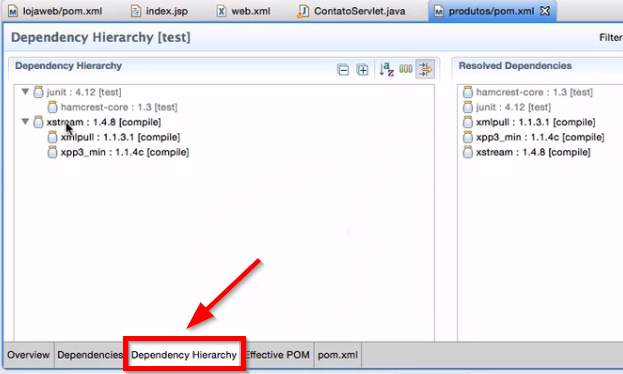 lojaweb/pom.xml index.jsp web.xml ContatoServlet.java produtos/pom.xml
Dependency Hierarchy [test] Filter
Dependency Hierarchy
junit : 4.12 [test]
hamcrest-core : 1.3 [test]
xstream : 1.4.8 [compile]
xmlpull : 1.1.3.1 [compile]
xpp3_min : 1.1.4c [compile]
Resolved Dependencies
hamcrest-core : 1.3 [test]
junit : 4.12 [test]
xmlpull : 1.1.3.1 [compile]
xpp3_min : 1.1.4c [compile]
xstream : 1.4.8 [compile]
Overview Dependencies Dependency Hierarchy Effective POM pom.xml